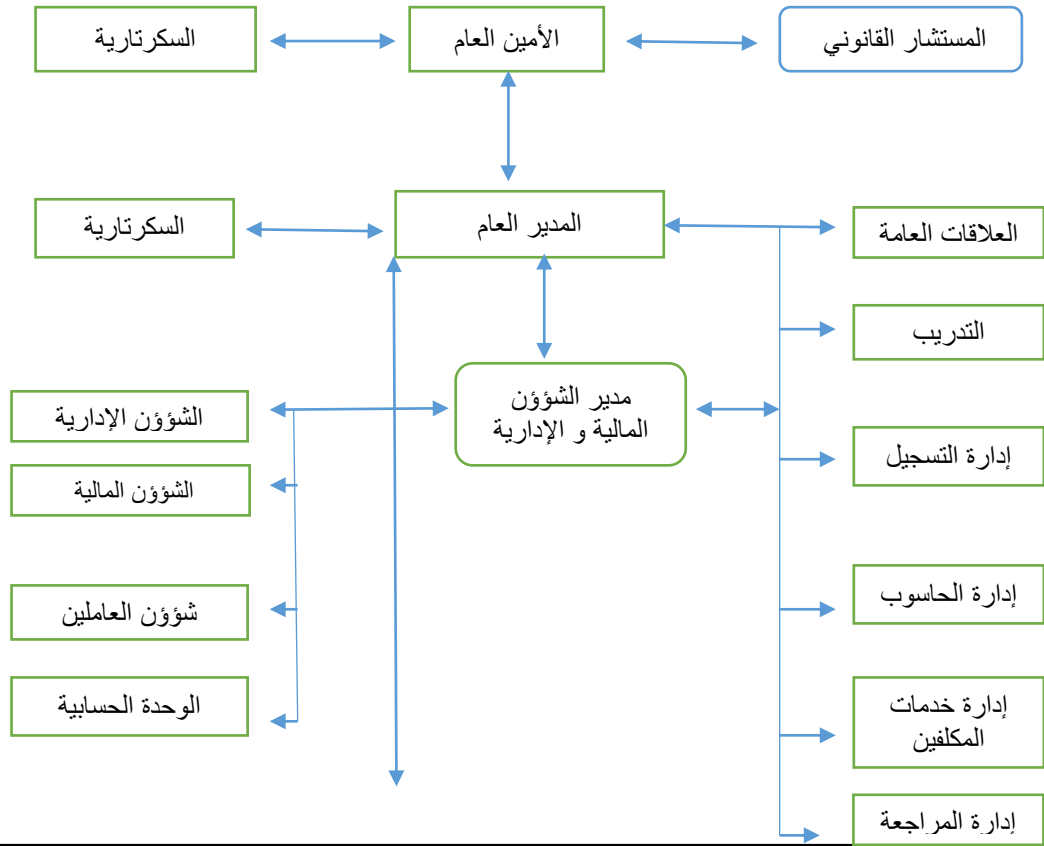 المستشار القانوني
الأمين العام
السكرتارية
المدير العام
السكرتارية
العلاقات العامة
التدريب
مدير الشؤون
المالية و الإدارية
الشؤون الإدارية
إدارة التسجيل
الشؤون المالية
إدارة الحاسوب
شؤون العاملين
إدارة خدمات
المكلفين
الوحدة الحسابية
إدارة المراجعة